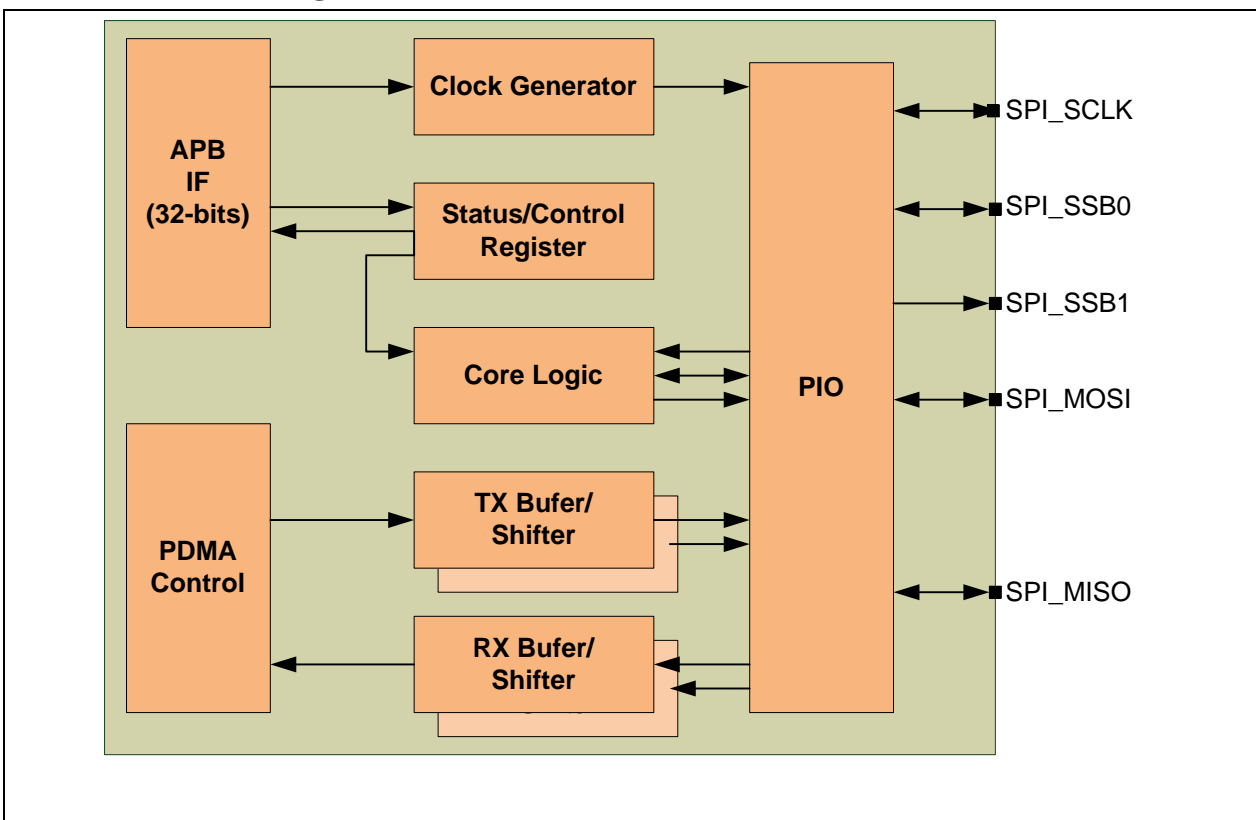 APB
IF
(32-bits)
Clock Generator
Status/Control
Register
Core Logic
PDMA
Control
TX Bufer/
Shifter
RX Bufer/
Shifter
PIO
SPI_SCLK
SPI_SSB0
SPI_SSB1
SPI_MOSI
SPI_MISO